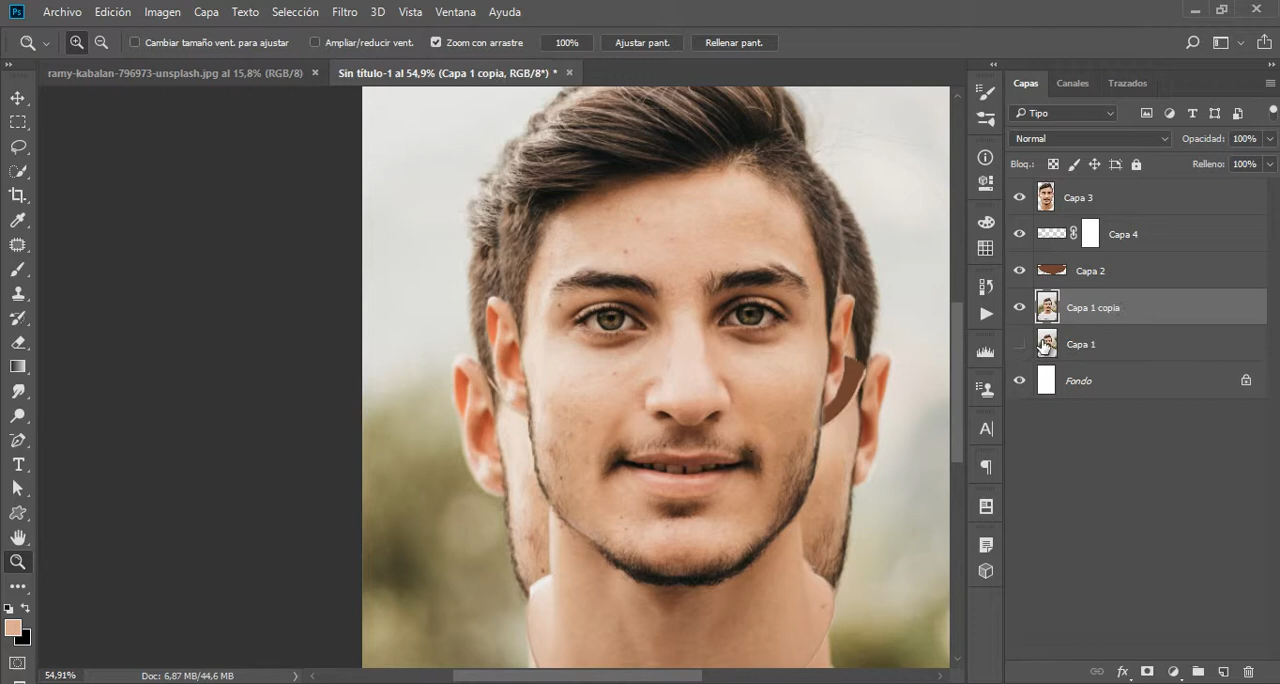 Ps Archivo Edición Imagen Capa Texto Selección Filtro 3D Vista Ventana Ayuda
Cambiar tamaño vent. para ajustar Ampliar/reducir vent. Zoom con arrastre 100% Ajustar pant. Rellenar pant.
ramy-kabalan-796973-unsplash.jpg al 15,8% (RGB/8) × Sin título-1 al 54,9% (Capa 1 copia, RGB/8*) * ×
Capas Canales Trazados
Tipo
Normal Opacidad: 100%
Bloq.: Relleno: 100%
Capa 3
Capa 4
Capa 2
Capa 1 copia
Capa 1
Fondo
54,91% Doc: 6,87 MB/44,6 MB